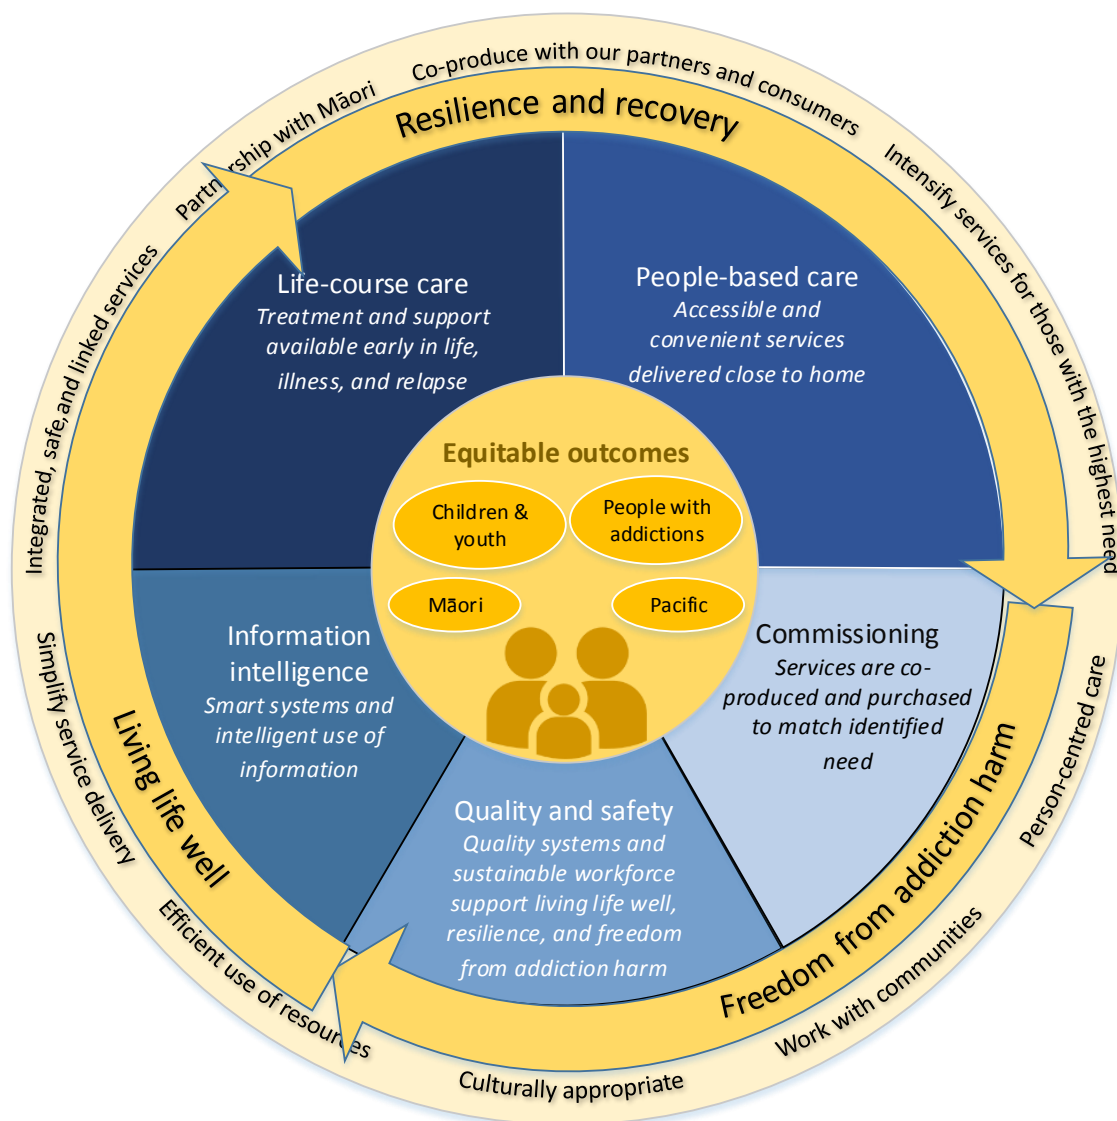 Co-produce with our partners and consumers
Intensify services for those with the highest need
Person-centred care
Work with communities
Culturally appropriate
Efficient use of resources
Simplify service delivery
Integrated, safe, and linked services
Partnership with Māori
Resilience and recovery
Freedom from addiction harm
Living life well
Life-course care
Treatment and support
available early in life,
illness, and relapse
People-based care
Accessible and
convenient services
delivered close to home
Commissioning
Services are co-
produced and purchased
to match identified
need
Quality and safety
Quality systems and
sustainable workforce
support living life well,
resilience, and freedom
from addiction harm
Information
intelligence
Smart systems and
intelligent use of
information
Equitable outcomes
Children &
youth
People with
addictions
Māori
Pacific